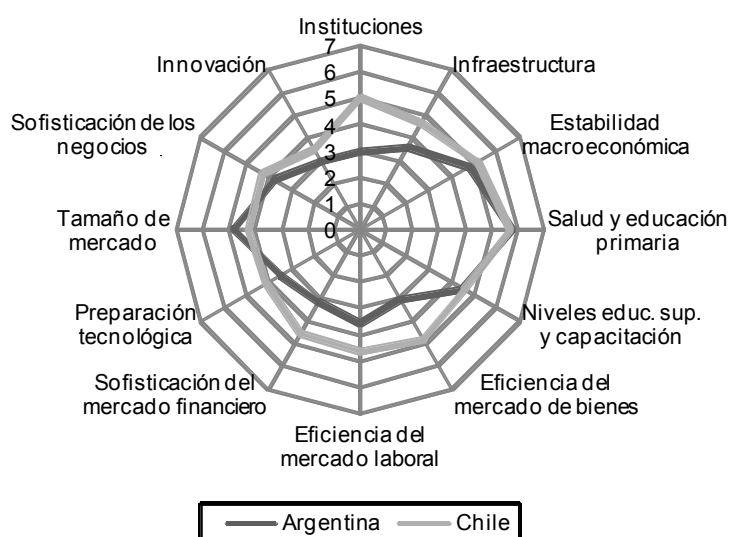 Instituciones
7
6
5
4
3
2
1
0
Infraestructura
Estabilidad
macroeconómica
Salud y educación
primaria
Niveles educ. sup.
y capacitación
Eficiencia del
mercado de bienes
Eficiencia del
mercado laboral
Sofisticación del
mercado financiero
Preparación
tecnológica
Tamaño de
mercado
Sofisticación de los
negocios
Innovación
Argentina
Chile